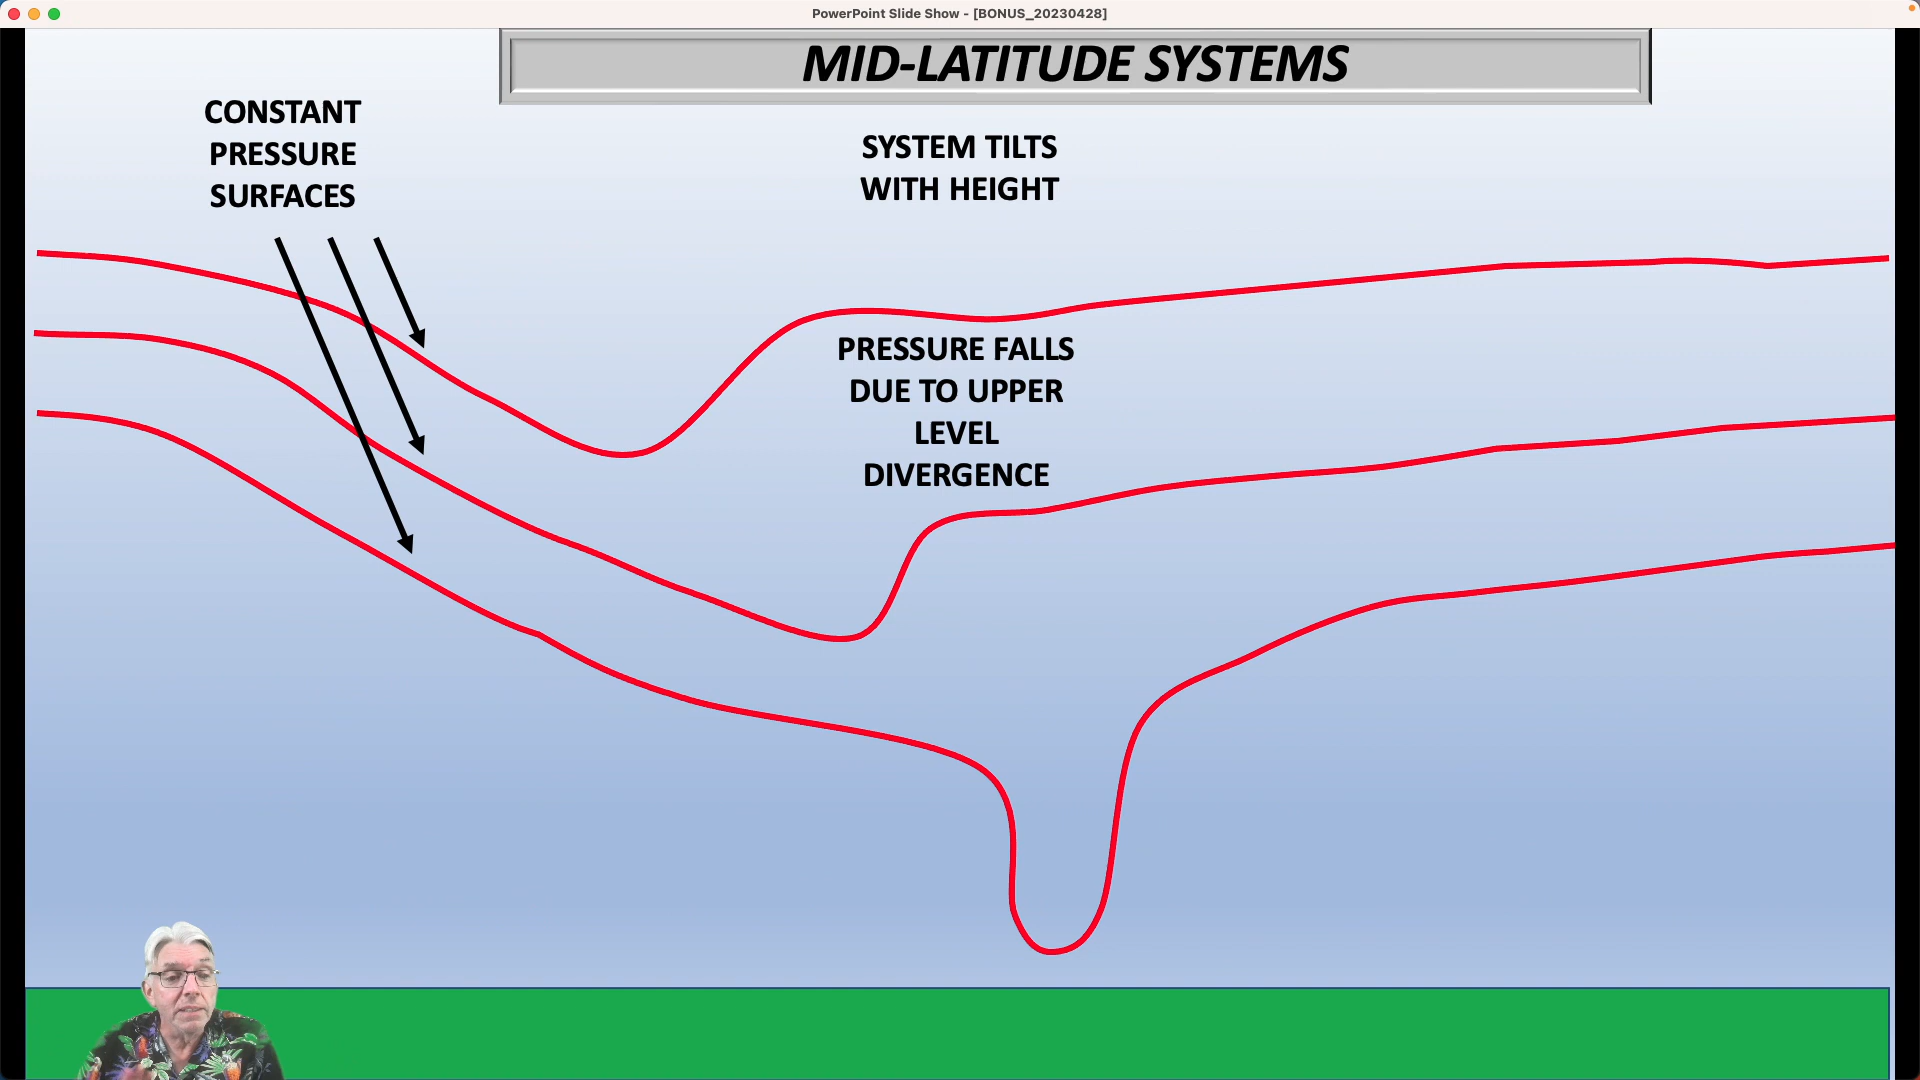 PowerPoint Slide Show - [BONUS_20230428]
MID-LATITUDE SYSTEMS
CONSTANT
PRESSURE
SURFACES
SYSTEM TILTS
WITH HEIGHT
PRESSURE FALLS
DUE TO UPPER
LEVEL
DIVERGENCE